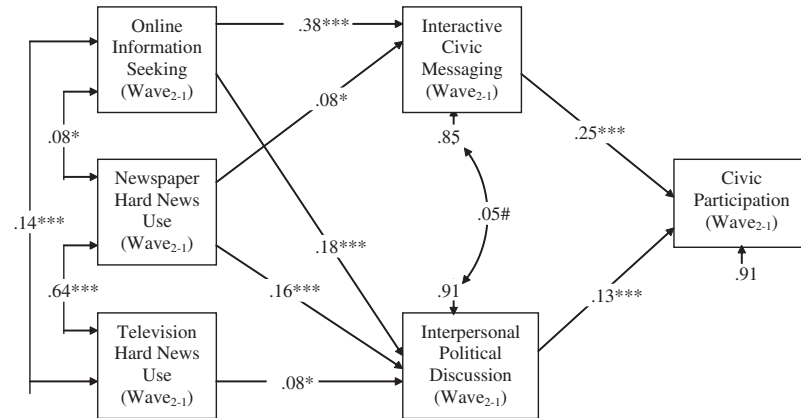 Online
Information
Seeking
(Wave₂₋₁)
.38***
Interactive
Civic
Messaging
(Wave₂₋₁)
.08*
.08*
.85
.25***
Newspaper
Hard News
Use
(Wave₂₋₁)
Civic
Participation
(Wave₂₋₁)
.05#
.14***
.18***
.64***
.16***
.91
.91
.13***
Television
Hard News
Use
(Wave₂₋₁)
.08*
Interpersonal
Political
Discussion
(Wave₂₋₁)